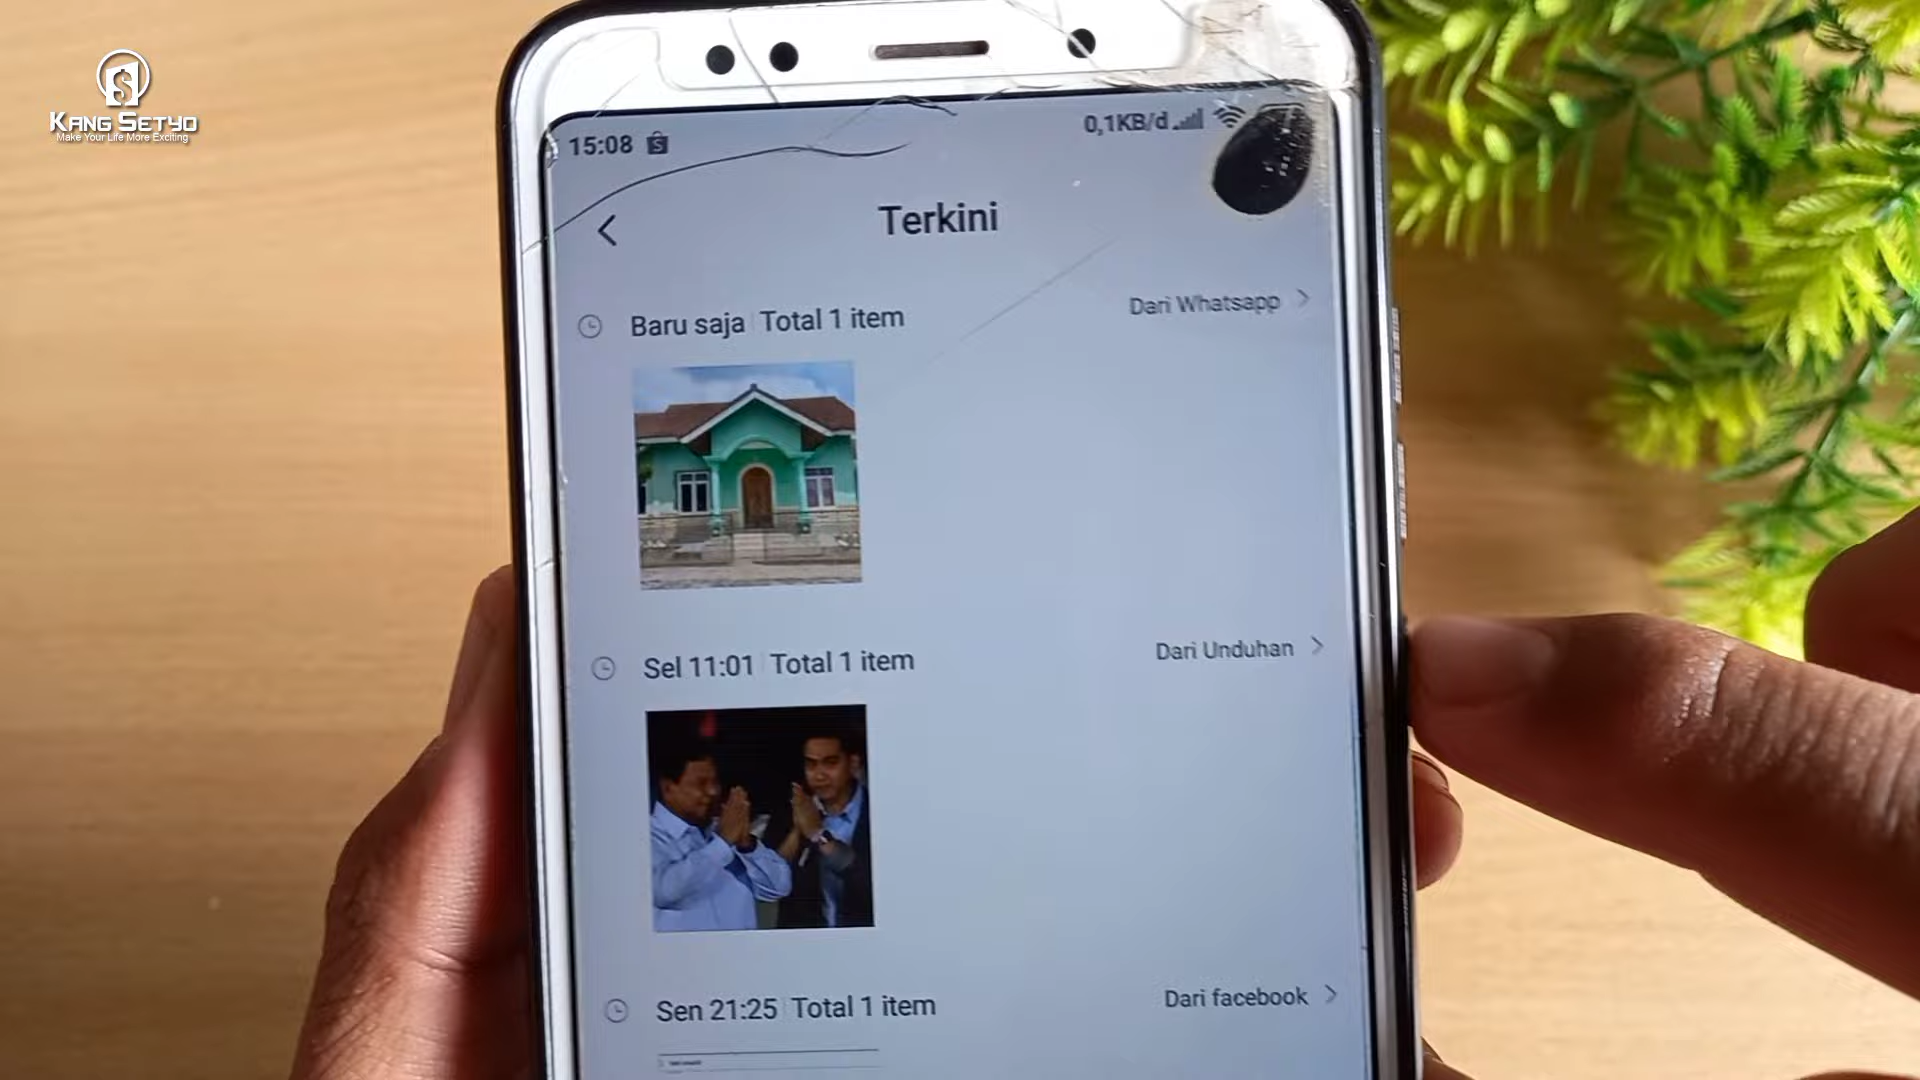 KANG SETYO
Make Your Life More Exciting
15:08
0,1KB/d
Terkini
Baru saja Total 1 item
Dari Whatsapp
Sel 11:01 Total 1 item
Dari Unduhan
Sen 21:25 Total 1 item
Dari facebook